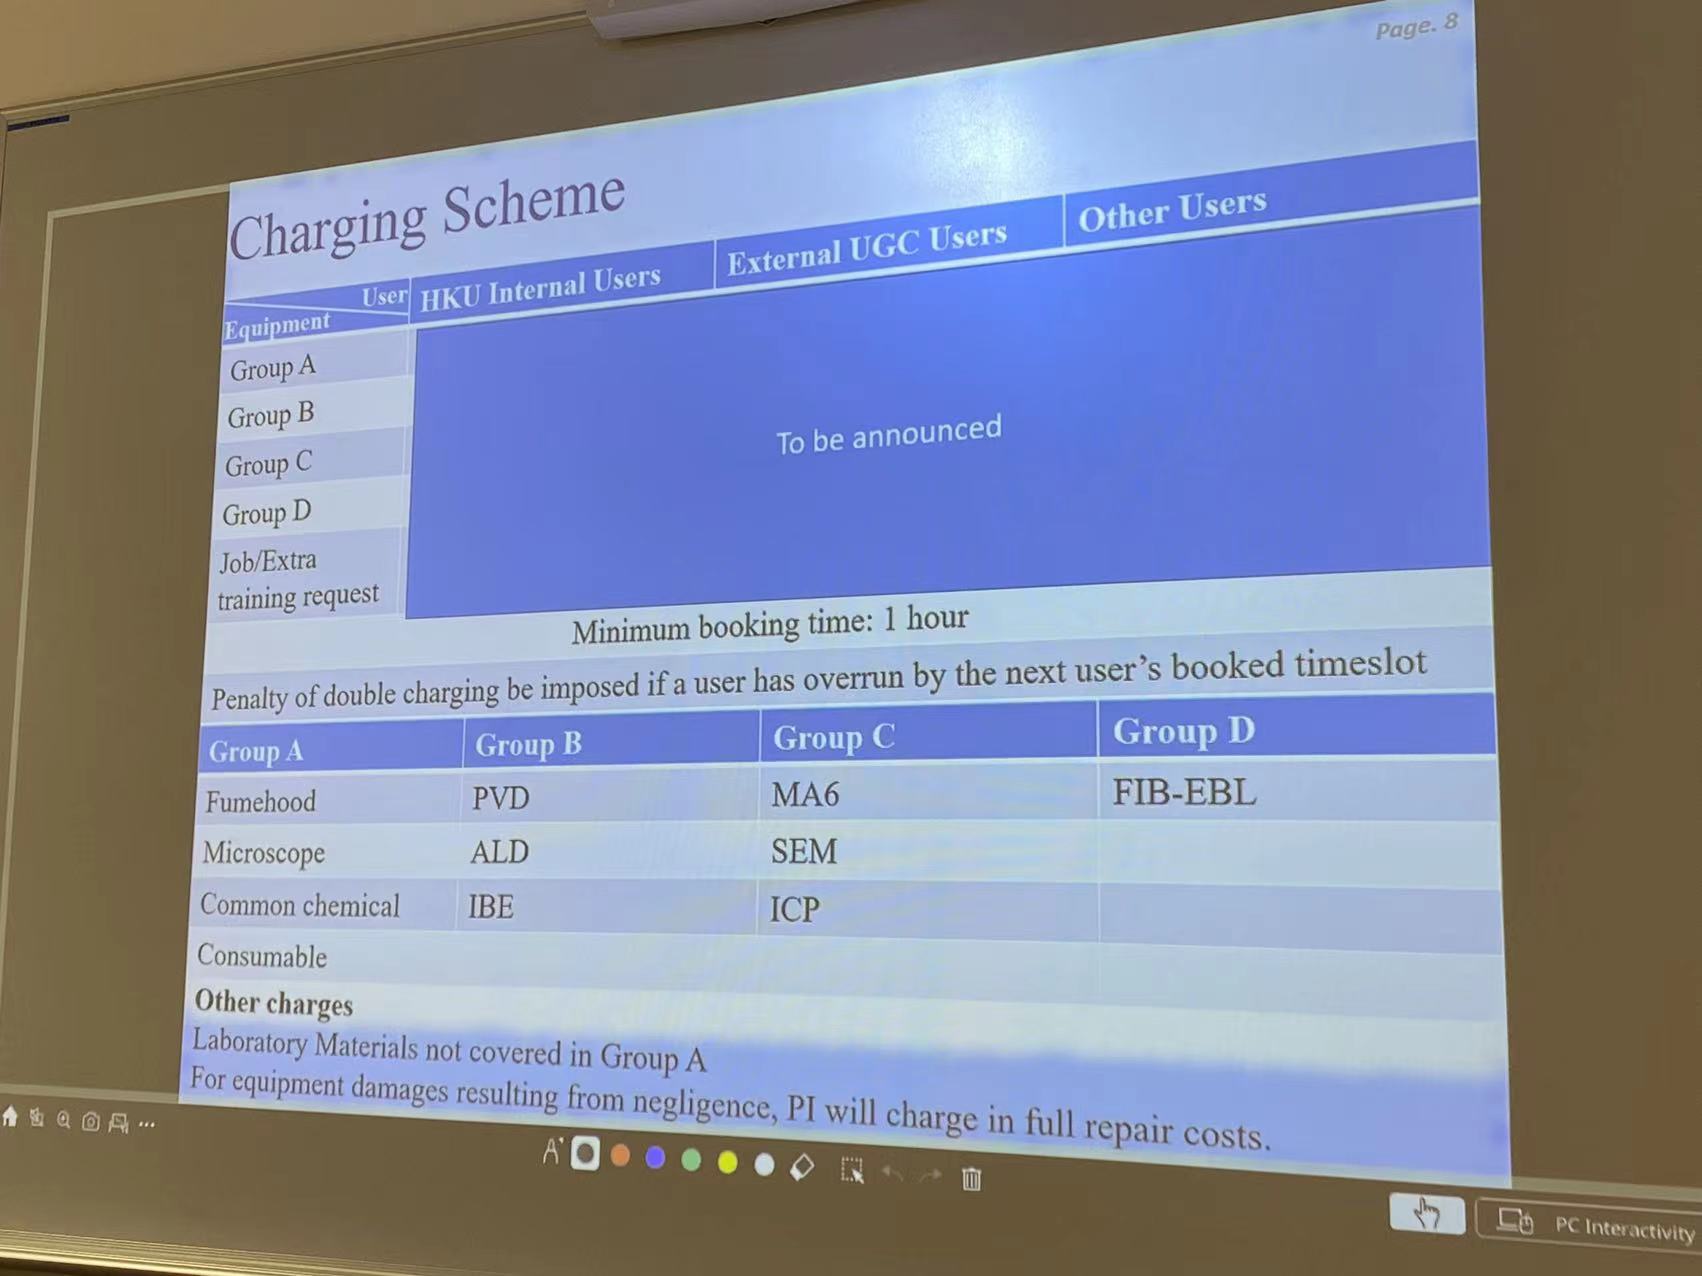 Page. 8
Charging Scheme
User
Equipment
HKU Internal Users
External UGC Users
Other Users
Group A
Group B
Group C
Group D
Job/Extra
training request
To be announced
Minimum booking time: 1 hour
Penalty of double charging be imposed if a user has overrun by the next user’s booked timeslot
Group A Group B Group C Group D
Fumehood PVD MA6 FIB-EBL
Microscope ALD SEM
Common chemical IBE ICP
Consumable
Other charges
Laboratory Materials not covered in Group A
For equipment damages resulting from negligence, PI will charge in full repair costs.
PC Interactivity